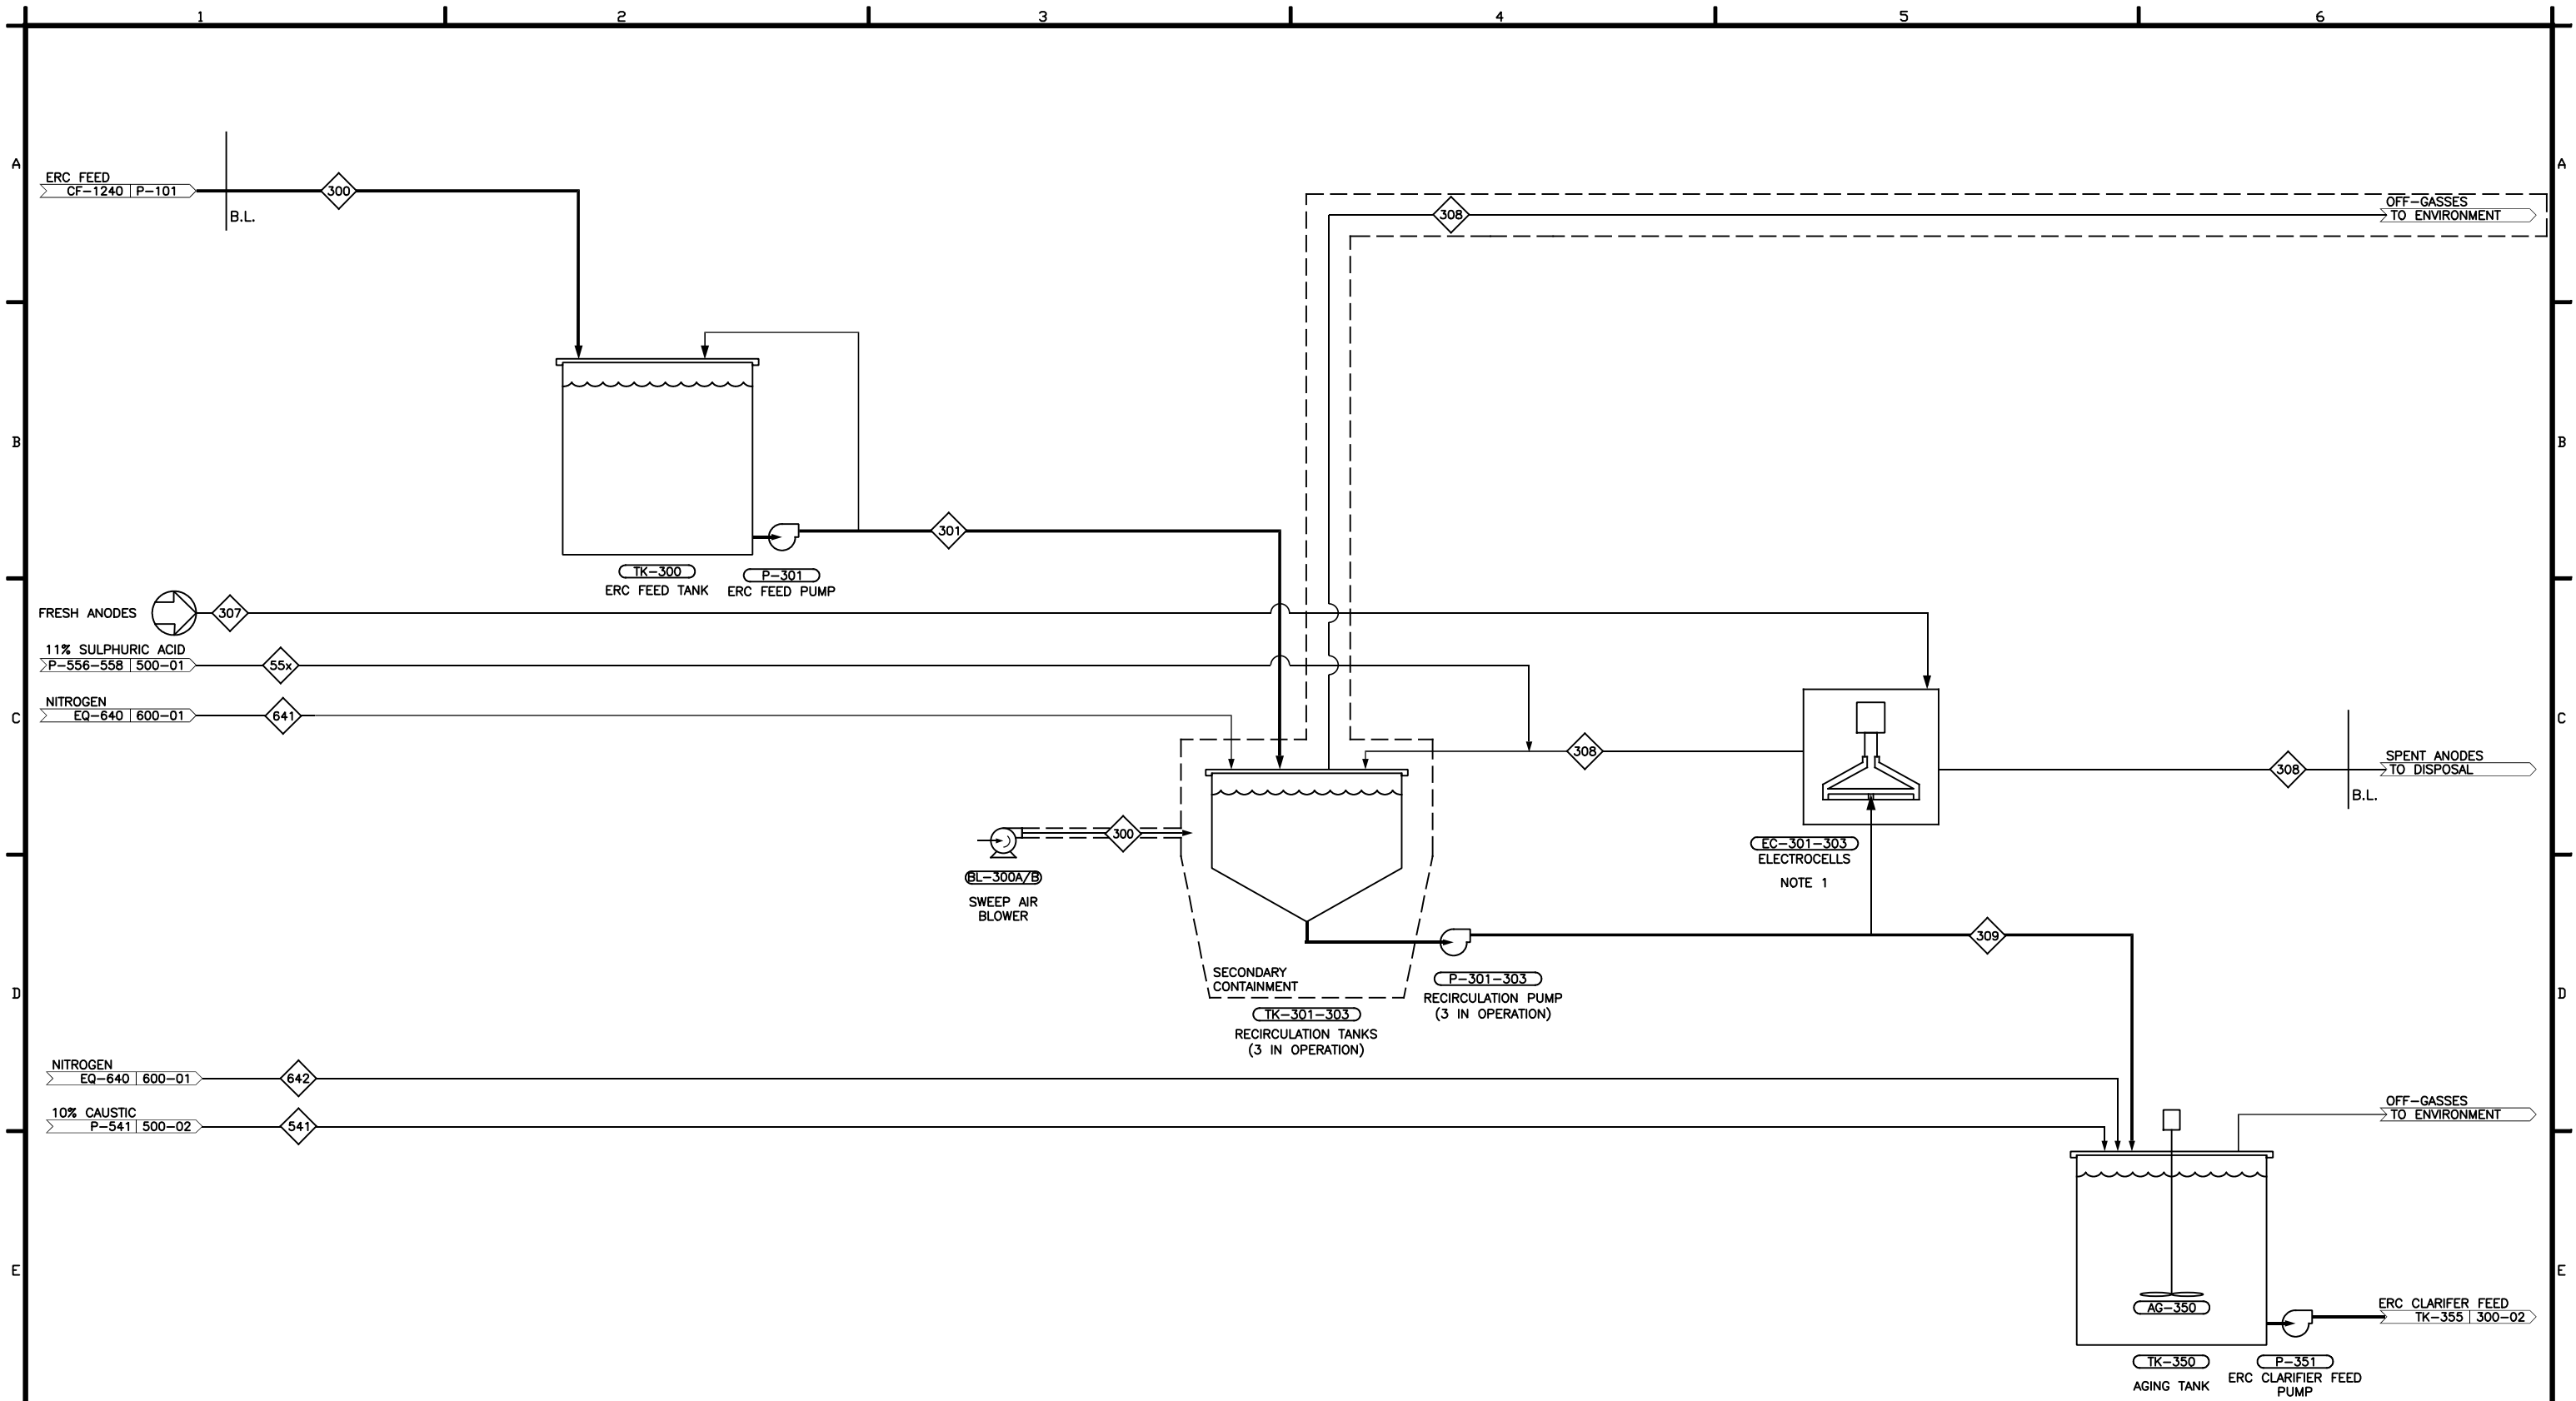 1 2 3 4 5 6
A A
ERC FEED
CF-1240 P-101
300
B.L.
308
OFF-GASSES
TO ENVIRONMENT
B B
301
TK-300
ERC FEED TANK
P-301
ERC FEED PUMP
FRESH ANODES
307
11% SULPHURIC ACID
P-556-558 500-01
55x
NITROGEN
EQ-640 600-01
641
C C
308
308
SPENT ANODES
TO DISPOSAL
B.L.
300
EC-301-303
ELECTROCELLS
NOTE 1
BL-300A/B
SWEEP AIR
BLOWER
309
SECONDARY
CONTAINMENT
P-301-303
RECIRCULATION PUMP
(3 IN OPERATION)
D D
TK-301-303
RECIRCULATION TANKS
(3 IN OPERATION)
NITROGEN
EQ-640 600-01
642
10% CAUSTIC
P-541 500-02
541
OFF-GASSES
TO ENVIRONMENT
E E
AG-350
ERC CLARIFER FEED
TK-355 300-02
TK-350
AGING TANK
P-351
ERC CLARIFIER FEED
PUMP